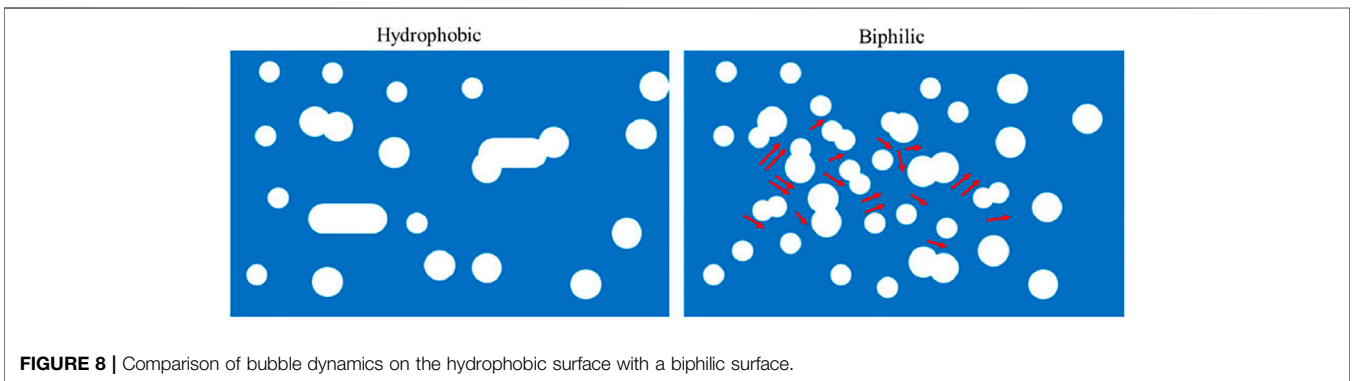 Hydrophobic
Biphilic
FIGURE 8 | Comparison of bubble dynamics on the hydrophobic surface with a biphilic surface.